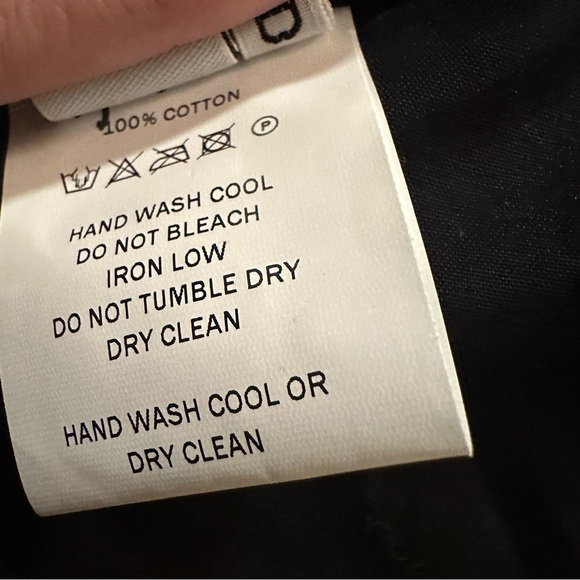 D
100% COTTON
P
HAND WASH COOL
DO NOT BLEACH
IRON LOW
DO NOT TUMBLE DRY
DRY CLEAN
HAND WASH COOL OR
DRY CLEAN